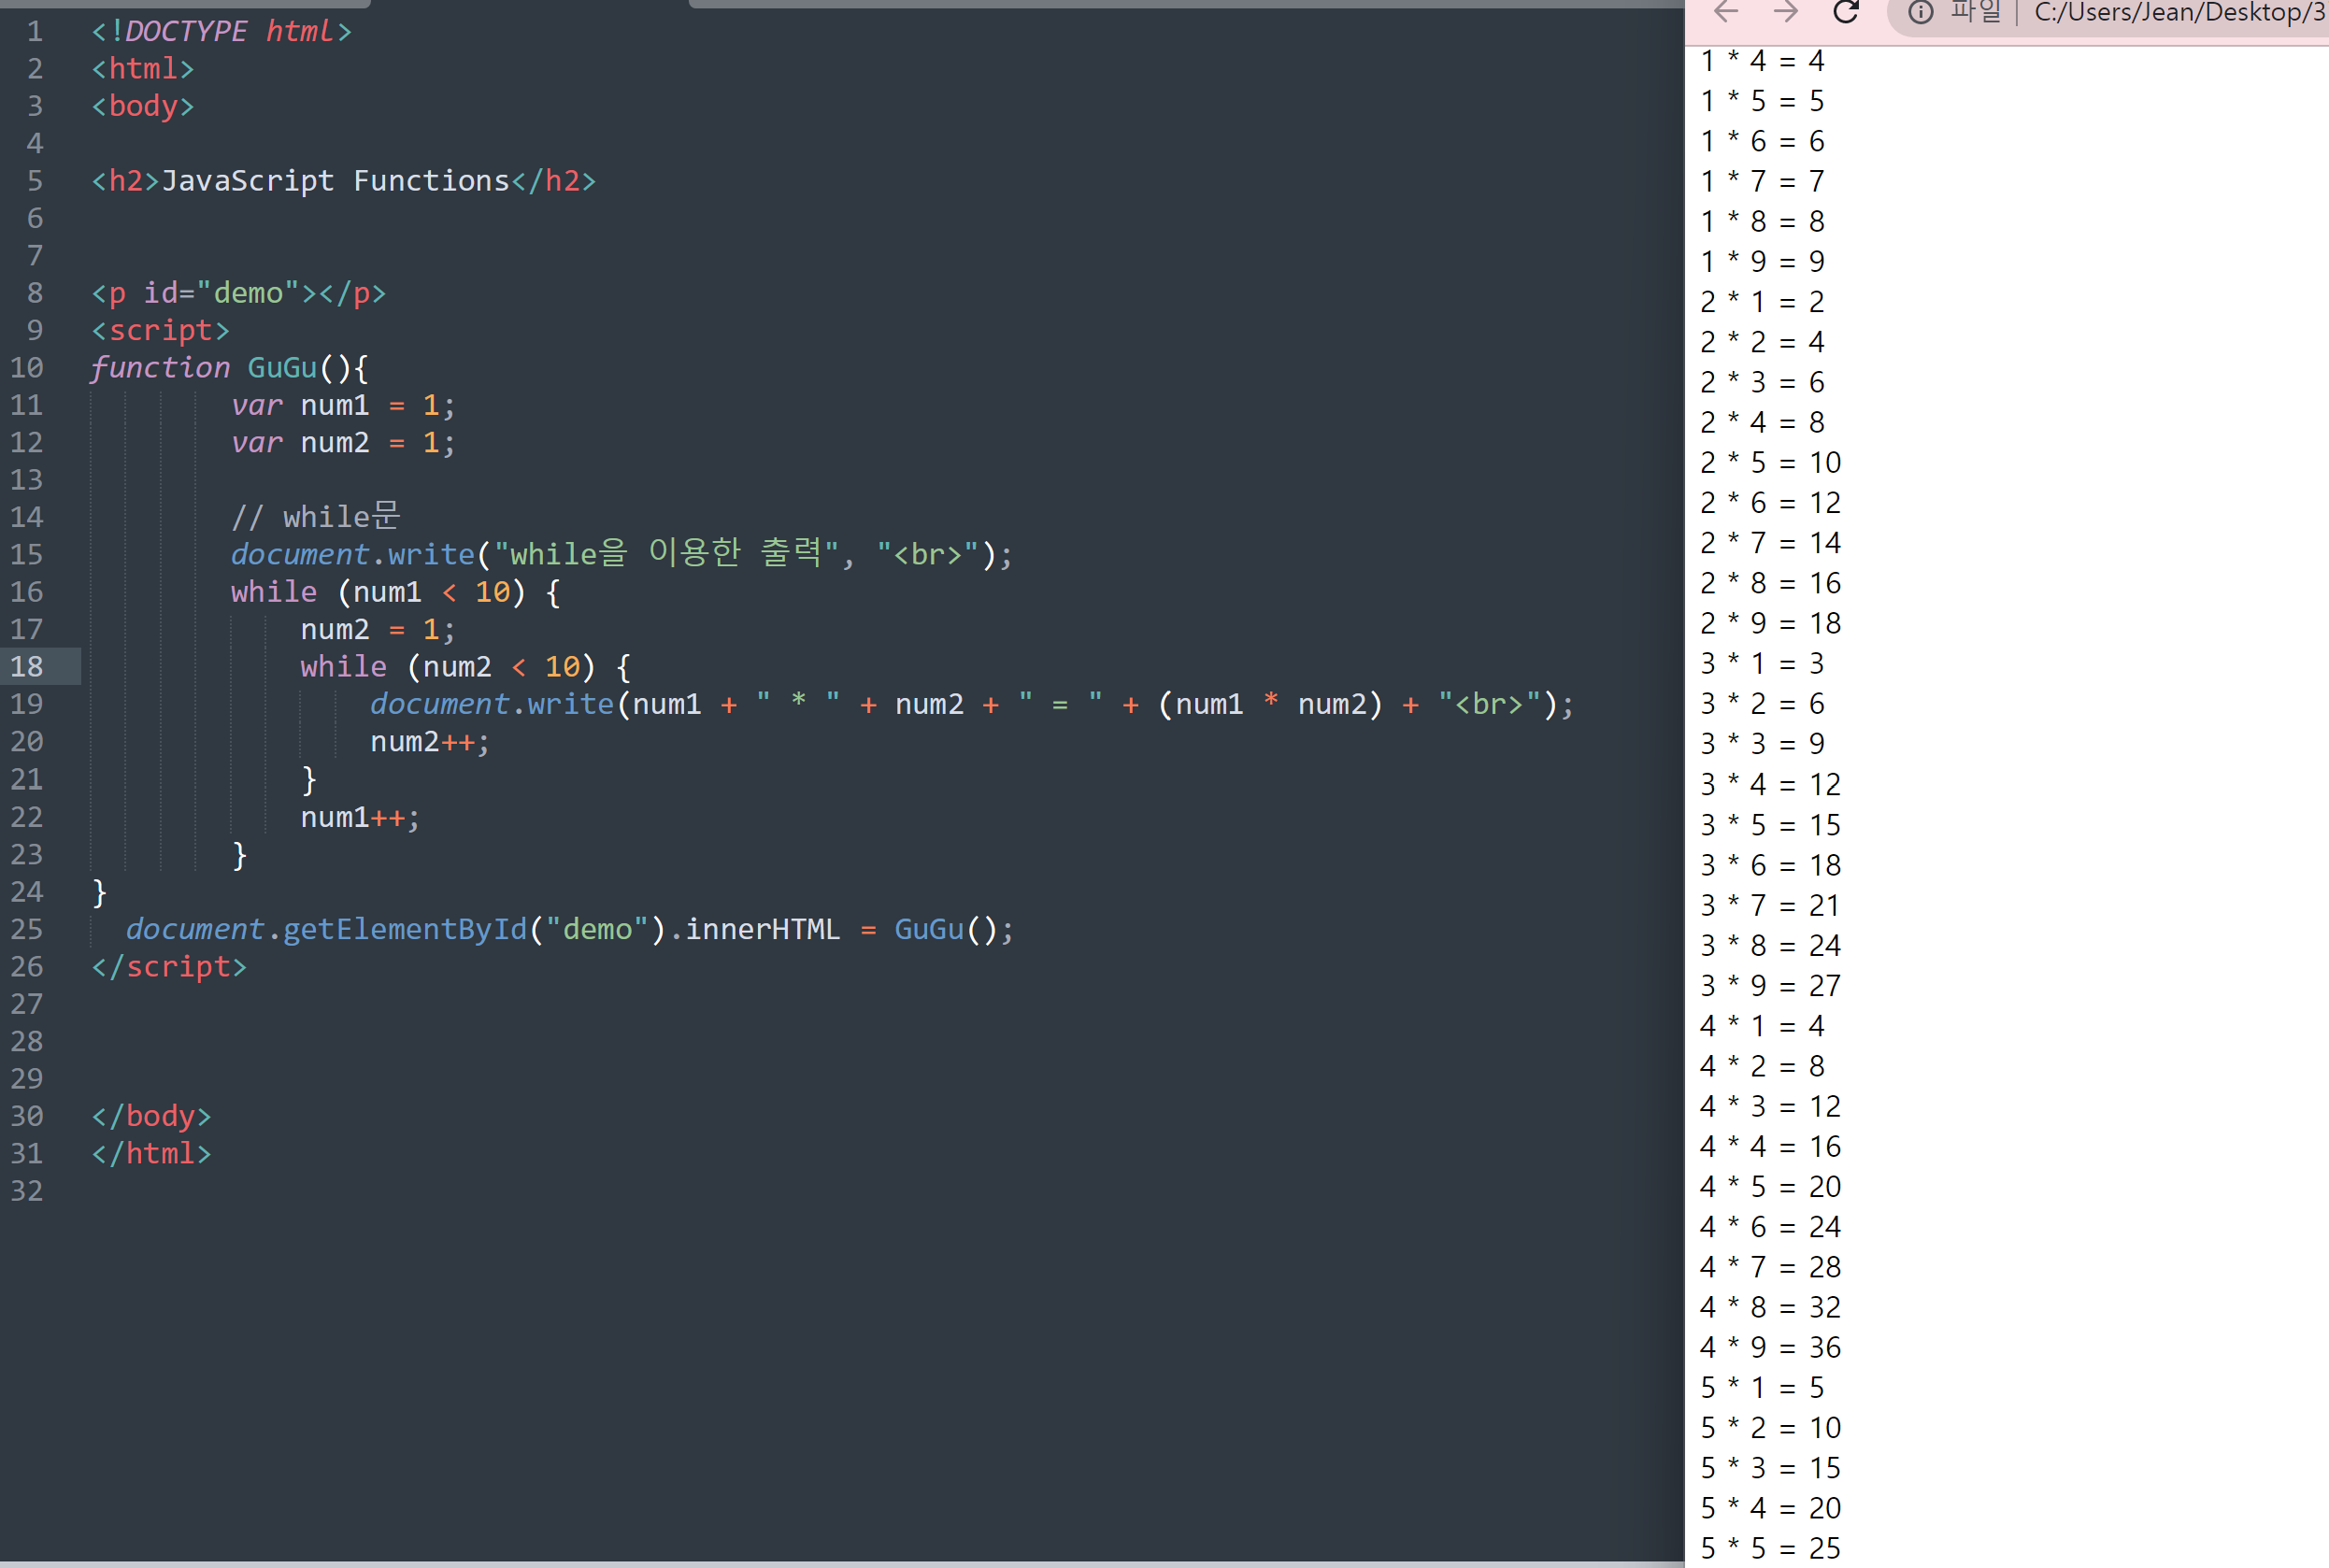 1 <!DOCTYPE html>
2 <html>
3 <body>
4
5 <h2>JavaScript Functions</h2>
6
7
8 <p id="demo"></p>
9 <script>
10 function GuGu(){
11 var num1 = 1;
12 var num2 = 1;
13
14 // while문
15 document.write("while을 이용한 출력", "<br>");
16 while (num1 < 10) {
17 num2 = 1;
18 while (num2 < 10) {
19 document.write(num1 + " * " + num2 + " = " + (num1 * num2) + "<br>");
20 num2++;
21 }
22 num1++;
23 }
24 }
25 document.getElementById("demo").innerHTML = GuGu();
26 </script>
27
28
29
30 </body>
31 </html>
32
파일 | C:/Users/Jean/Desktop/3
1 * 4 = 4
1 * 5 = 5
1 * 6 = 6
1 * 7 = 7
1 * 8 = 8
1 * 9 = 9
2 * 1 = 2
2 * 2 = 4
2 * 3 = 6
2 * 4 = 8
2 * 5 = 10
2 * 6 = 12
2 * 7 = 14
2 * 8 = 16
2 * 9 = 18
3 * 1 = 3
3 * 2 = 6
3 * 3 = 9
3 * 4 = 12
3 * 5 = 15
3 * 6 = 18
3 * 7 = 21
3 * 8 = 24
3 * 9 = 27
4 * 1 = 4
4 * 2 = 8
4 * 3 = 12
4 * 4 = 16
4 * 5 = 20
4 * 6 = 24
4 * 7 = 28
4 * 8 = 32
4 * 9 = 36
5 * 1 = 5
5 * 2 = 10
5 * 3 = 15
5 * 4 = 20
5 * 5 = 25